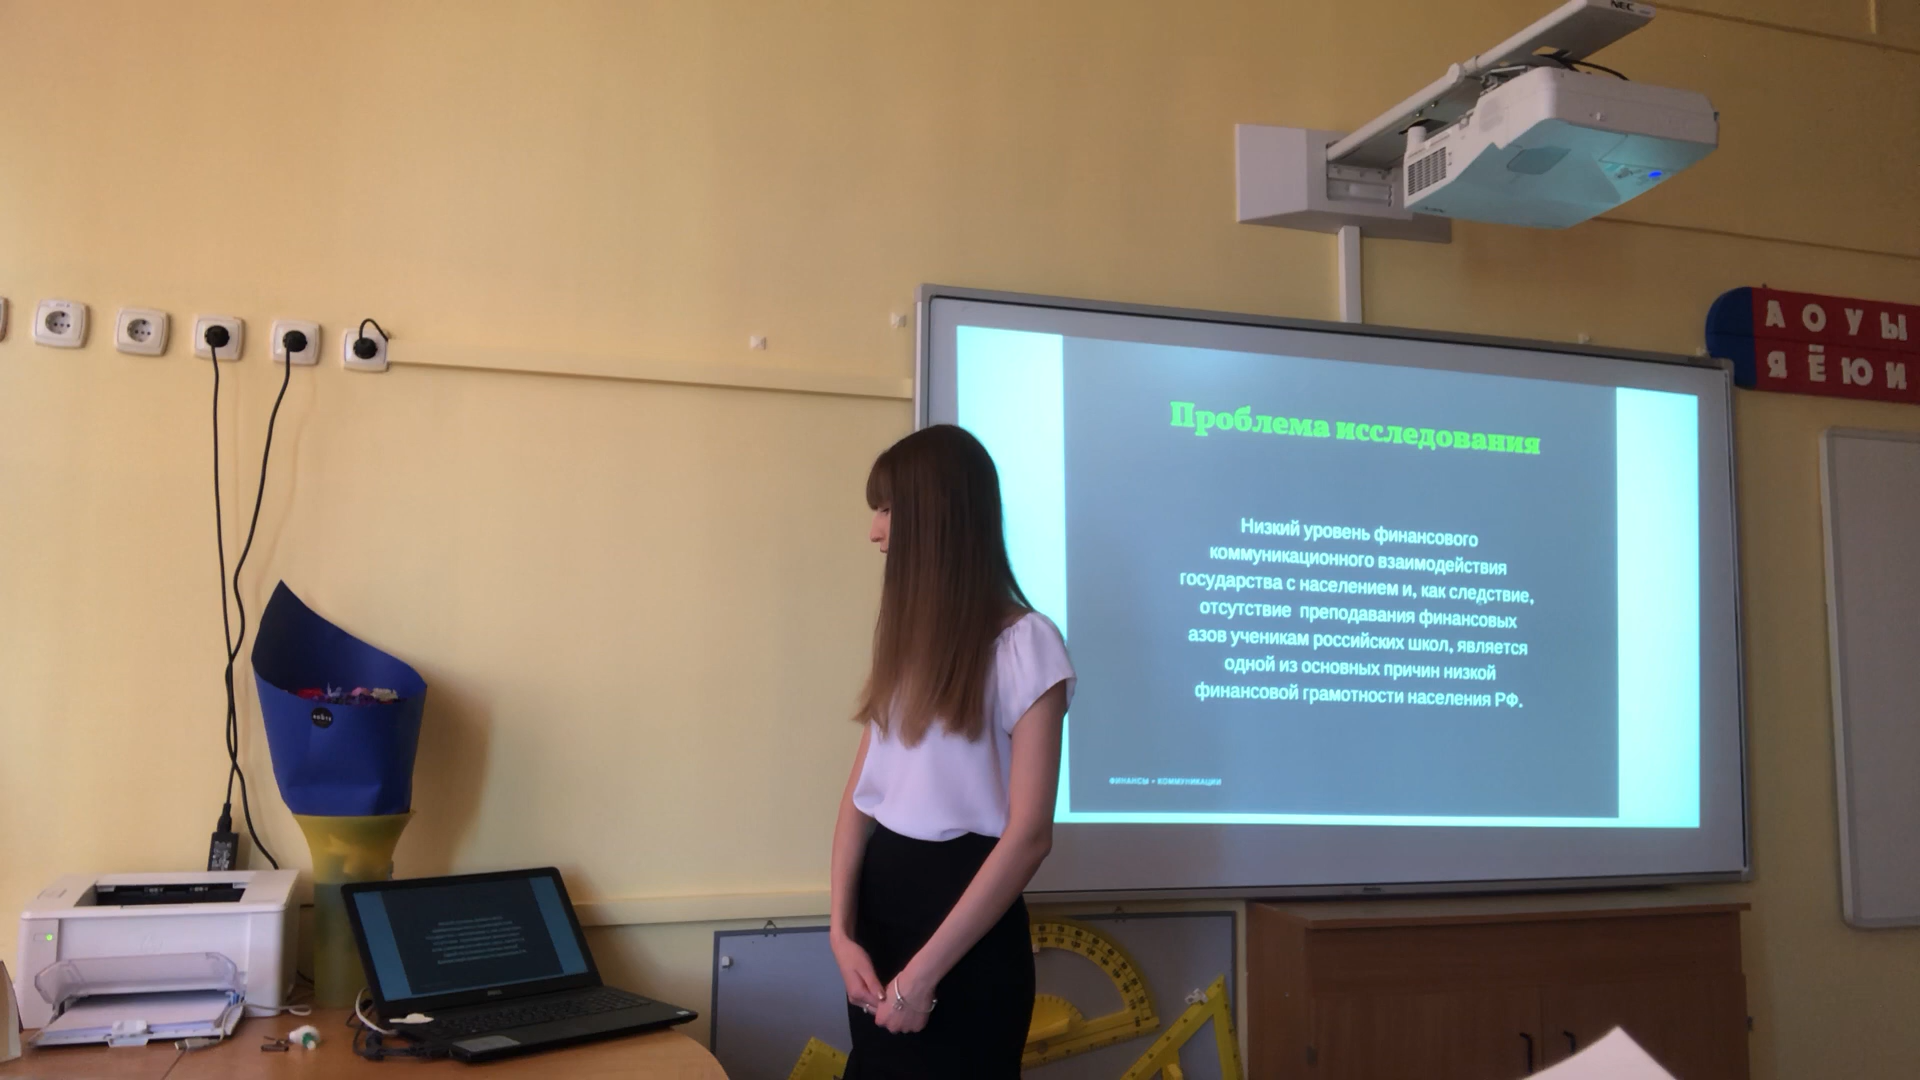 NEC
А О У Ы
Я Ё Ю И
Проблема исследования
Низкий уровень финансового
коммуникационного взаимодействия
государства с населением и, как следствие,
отсутствие преподавания финансовых
азов ученикам российских школ, является
одной из основных причин низкой
финансовой грамотности населения РФ.
ФИНАНСЫ • КОММУНИКАЦИИ
DELL